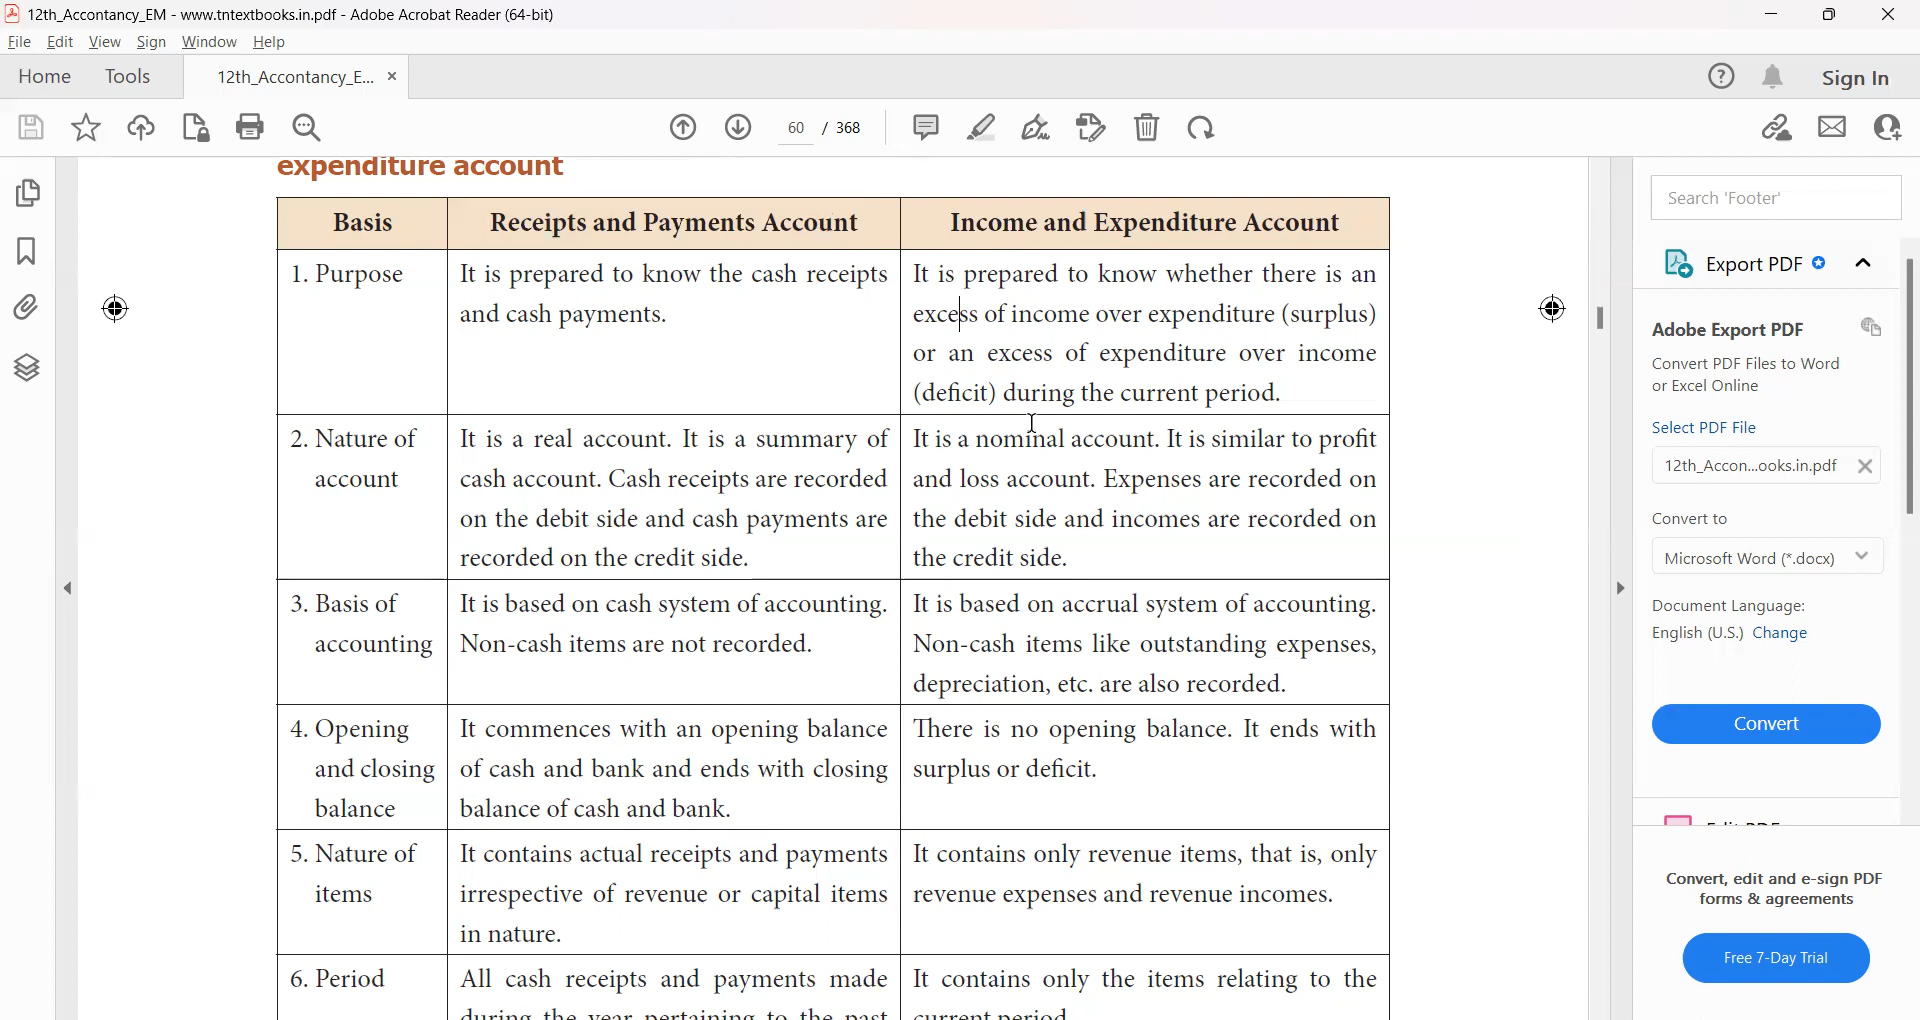 12th_Accontancy_EM - www.tntextbooks.in.pdf - Adobe Acrobat Reader (64-bit)
File Edit View Sign Window Help
Home Tools 12th_Accontancy_E... × Sign In
60 / 368
expenditure account
Basis Receipts and Payments Account Income and Expenditure Account
1. Purpose It is prepared to know the cash receipts It is prepared to know whether there is an
and cash payments. excess of income over expenditure (surplus)
or an excess of expenditure over income
(deficit) during the current period.
2. Nature of It is a real account. It is a summary of It is a nominal account. It is similar to profit
account cash account. Cash receipts are recorded and loss account. Expenses are recorded on
on the debit side and cash payments are the debit side and incomes are recorded on
recorded on the credit side. the credit side.
3. Basis of It is based on cash system of accounting. It is based on accrual system of accounting.
accounting Non-cash items are not recorded. Non-cash items like outstanding expenses,
depreciation, etc. are also recorded.
4. Opening It commences with an opening balance There is no opening balance. It ends with
and closing of cash and bank and ends with closing surplus or deficit.
balance balance of cash and bank.
5. Nature of It contains actual receipts and payments It contains only revenue items, that is, only
items irrespective of revenue or capital items revenue expenses and revenue incomes.
in nature.
6. Period All cash receipts and payments made It contains only the items relating to the
during the year pertaining to the past current period.
Search 'Footer'
Export PDF
Adobe Export PDF
Convert PDF Files to Word
or Excel Online
Select PDF File
12th_Accon...ooks.in.pdf
Convert to
Microsoft Word (*.docx)
Document Language:
English (U.S.) Change
Convert
Edit PDF
Convert, edit and e-sign PDF
forms & agreements
Free 7-Day Trial